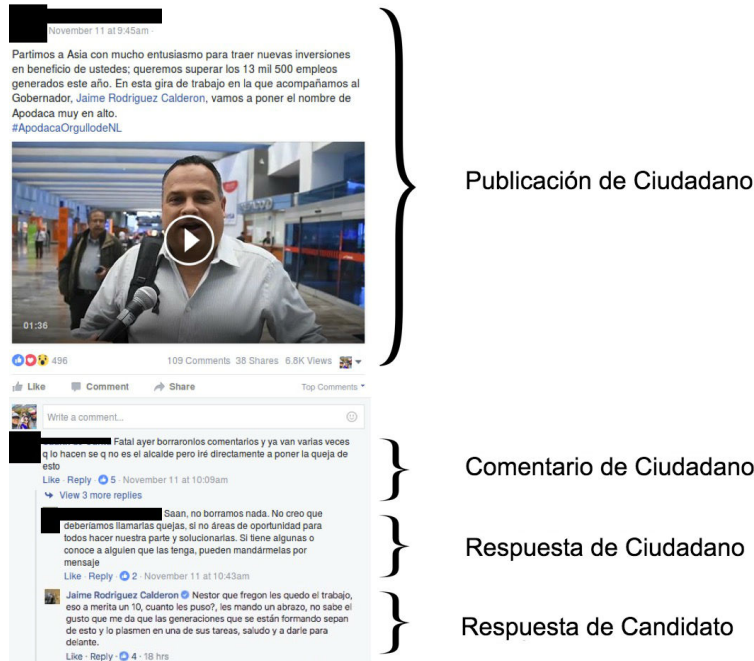 November 11 at 9:45am ·
Partimos a Asia con mucho entusiasmo para traer nuevas inversiones
en beneficio de ustedes; queremos superar los 13 mil 500 empleos
generados este año. En esta gira de trabajo en la que acompañamos al
Gobernador, Jaime Rodriguez Calderon, vamos a poner el nombre de
Apodaca muy en alto.
#ApodacaOrgullodeNL
01:36
496
109 Comments 38 Shares 6.8K Views
Like Comment Share
Top Comments
Write a comment...
Fatal ayer borraronlos comentarios y ya van varias veces
q lo hacen se q no es el alcalde pero iré directamente a poner la queja de
esto
Like · Reply · 5 · November 11 at 10:09am
View 3 more replies
Saan, no borramos nada. No creo que
deberíamos llamarlas quejas, si no áreas de oportunidad para
todos hacer nuestra parte y solucionarlas. Si tiene algunas o
conoce a alguien que las tenga, pueden mandármelas por
mensaje
Like · Reply · 2 · November 11 at 10:43am
Jaime Rodriguez Calderon Nestor que fregon les quedo el trabajo,
eso a merita un 10, cuanto les puso?, les mando un abrazo, no sabe el
gusto que me da que las generaciones que se están formando sepan
de esto y lo plasmen en una de sus tareas, saludo y a darle para
delante.
Like · Reply · 4 · 18 hrs
Publicación de Ciudadano
Comentario de Ciudadano
Respuesta de Ciudadano
Respuesta de Candidato